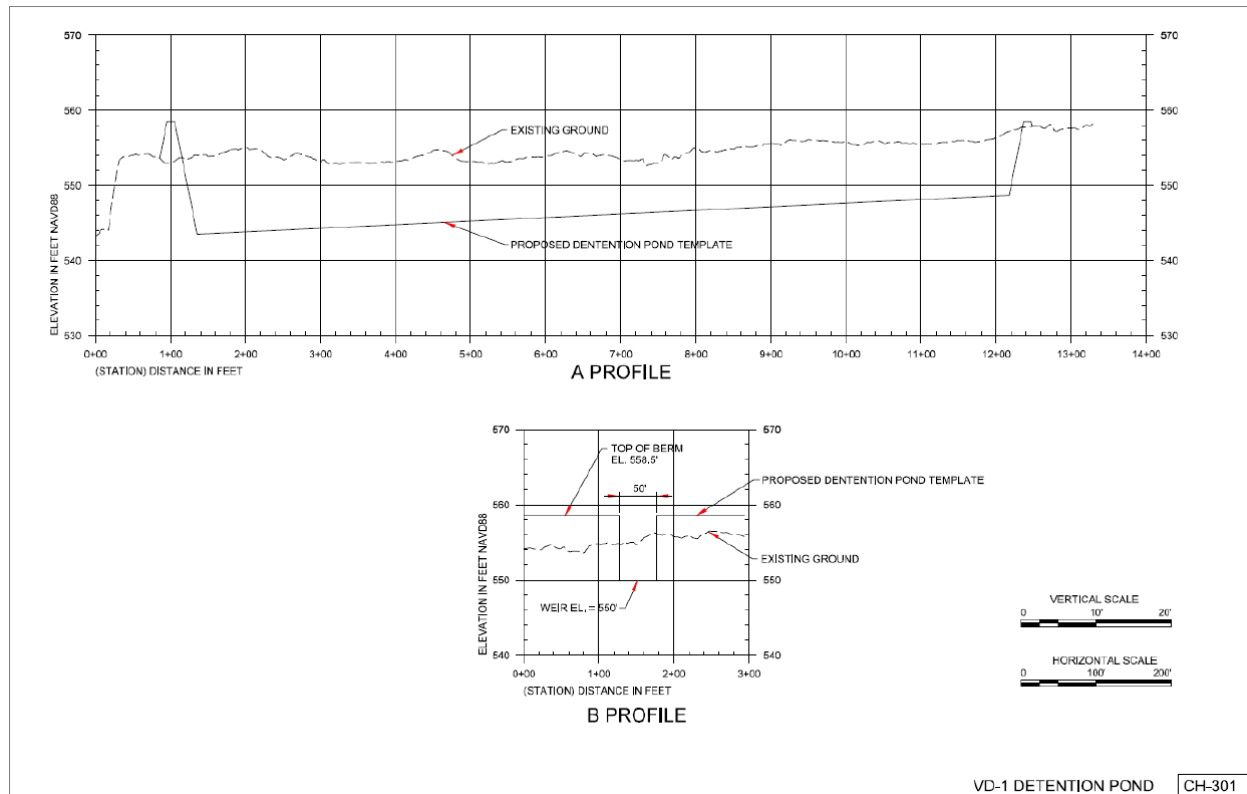 570
560
550
540
530
ELEVATION IN FEET NAVD88
570
560
550
540
530
EXISTING GROUND
PROPOSED DENTENTION POND TEMPLATE
0+00 1+00 2+00 3+00 4+00 5+00 6+00 7+00 8+00 9+00 10+00 11+00 12+00 13+00 14+00
(STATION) DISTANCE IN FEET
A PROFILE
570
560
550
540
ELEVATION IN FEET NAVD88
570
560
550
540
TOP OF BERM
EL. 558.5'
50'
PROPOSED DENTENTION POND TEMPLATE
EXISTING GROUND
WEIR EL. = 550'
0+00 1+00 2+00 3+00
(STATION) DISTANCE IN FEET
B PROFILE
VERTICAL SCALE
0 10' 20'
HORIZONTAL SCALE
0 100' 200'
VD-1 DETENTION POND
CH-301